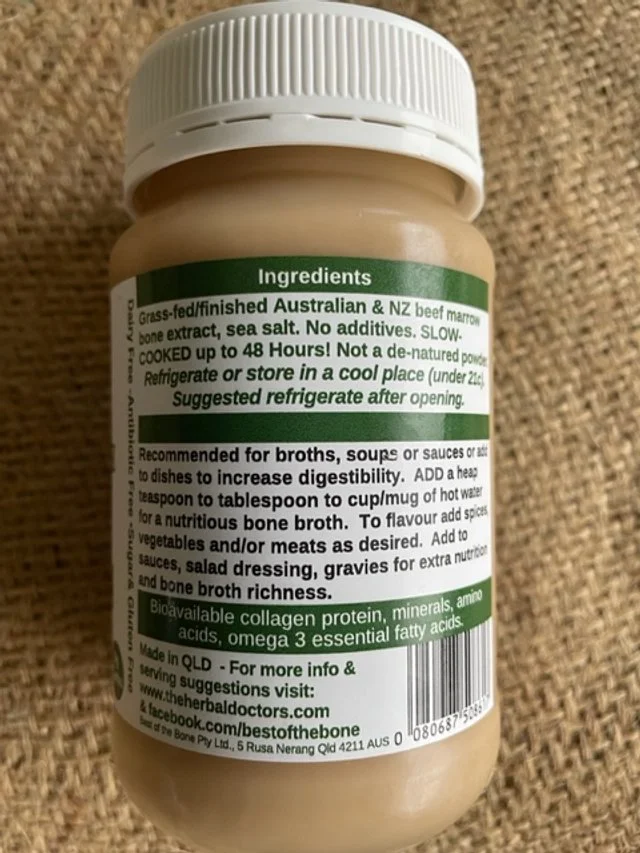 Ingredients
Grass-fed/finished Australian & NZ beef marrow
bone extract, sea salt. No additives. SLOW-
COOKED up to 48 Hours! Not a de-natured powder
Refrigerate or store in a cool place (under 21c).
Suggested refrigerate after opening.
Recommended for broths, soups or sauces or add
to dishes to increase digestibility. ADD a heap
teaspoon to tablespoon to cup/mug of hot water
for a nutritious bone broth. To flavour add spices,
vegetables and/or meats as desired. Add to
sauces, salad dressing, gravies for extra nutrition
and bone broth richness.
Bioavailable collagen protein, minerals, amino
acids, omega 3 essential fatty acids.
Made in QLD - For more info &
serving suggestions visit:
www.theherbaldoctors.com
& facebook.com/bestofthebone
Best of the Bone Pty Ltd., 5 Rusa Nerang Qld 4211 AUS
0 080687 5086
Dairy Free • Antibiotic Free • Sugar & Gluten Free